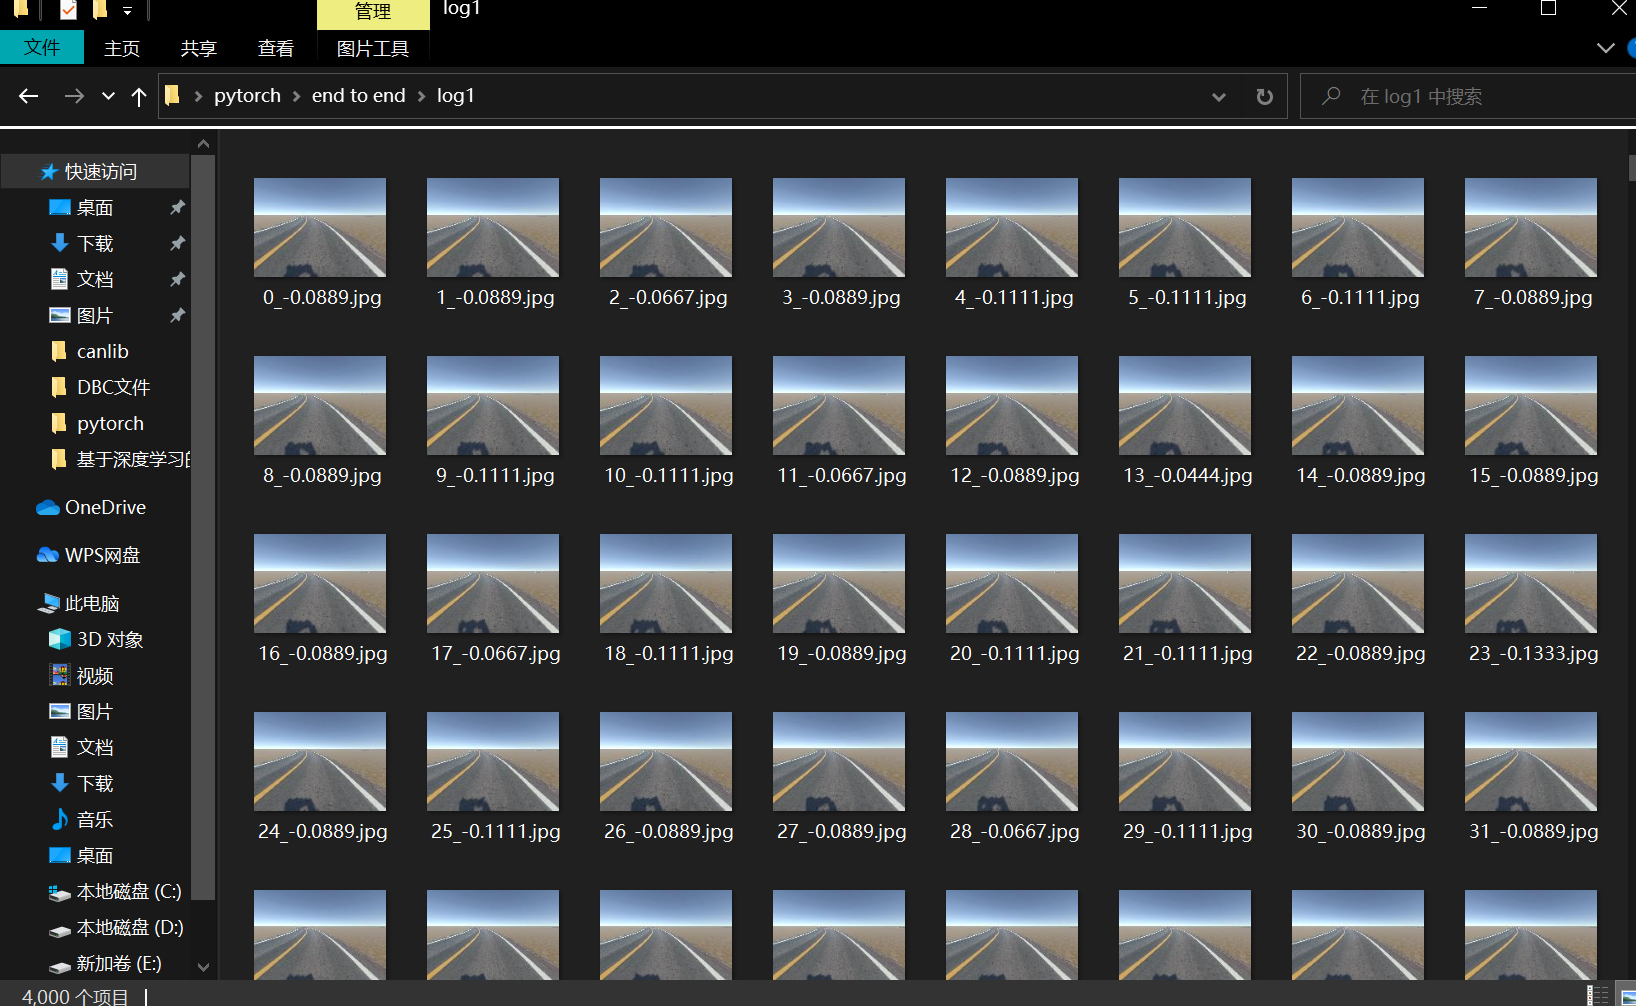 管理
log1
文件
主页
共享
查看
图片工具
pytorch
end to end
log1
在 log1 中搜索
快速访问
桌面
下载
文档
图片
canlib
DBC文件
pytorch
基于深度学习
OneDrive
WPS网盘
此电脑
3D 对象
视频
图片
文档
下载
音乐
桌面
本地磁盘 (C:)
本地磁盘 (D:)
新加卷 (E:)
0_-0.0889.jpg
1_-0.0889.jpg
2_-0.0667.jpg
3_-0.0889.jpg
4_-0.1111.jpg
5_-0.1111.jpg
6_-0.1111.jpg
7_-0.0889.jpg
8_-0.0889.jpg
9_-0.1111.jpg
10_-0.1111.jpg
11_-0.0667.jpg
12_-0.0889.jpg
13_-0.0444.jpg
14_-0.0889.jpg
15_-0.0889.jpg
16_-0.0889.jpg
17_-0.0667.jpg
18_-0.1111.jpg
19_-0.0889.jpg
20_-0.1111.jpg
21_-0.1111.jpg
22_-0.0889.jpg
23_-0.1333.jpg
24_-0.0889.jpg
25_-0.1111.jpg
26_-0.0889.jpg
27_-0.0889.jpg
28_-0.0667.jpg
29_-0.1111.jpg
30_-0.0889.jpg
31_-0.0889.jpg
4,000 个项目